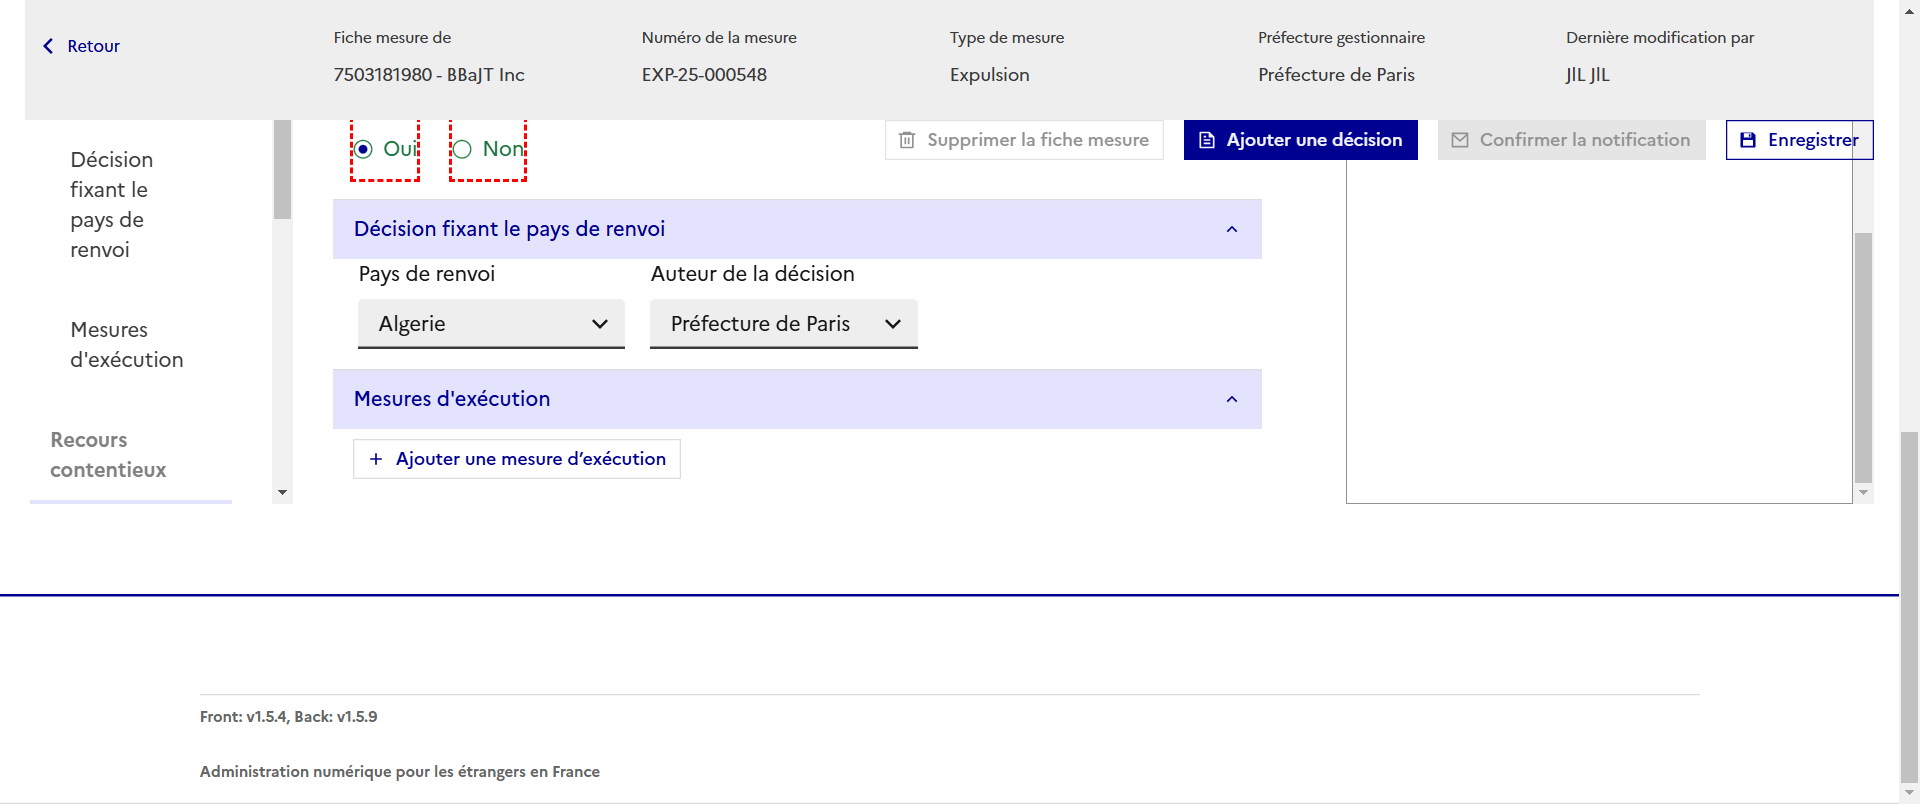 Retour
Fiche mesure de
7503181980 - BBaJT Inc
Numéro de la mesure
EXP-25-000548
Type de mesure
Expulsion
Préfecture gestionnaire
Préfecture de Paris
Dernière modification par
JlL JlL
Décision
fixant le
pays de
renvoi
Mesures
d'exécution
Recours
contentieux
Oui
Non
Supprimer la fiche mesure
Ajouter une décision
Confirmer la notification
Enregistrer
Décision fixant le pays de renvoi
Pays de renvoi
Algerie
Auteur de la décision
Préfecture de Paris
Mesures d'exécution
Ajouter une mesure d’exécution
Front: v1.5.4, Back: v1.5.9
Administration numérique pour les étrangers en France